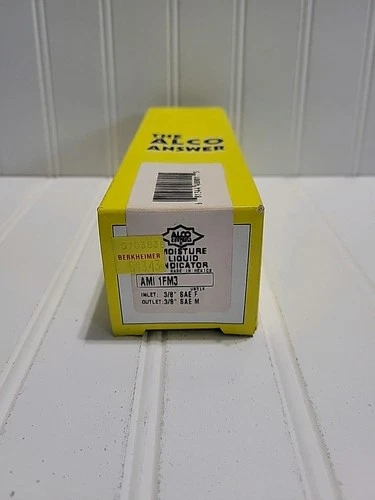 THE
ALCO
ANSWER
ALCO
BERKHEIMER
MOISTURE
LIQUID
INDICATOR
MADE IN MEXICO
AMI 1FM3
INLET: 3/8" SAE F
OUTLET: 3/8" SAE M